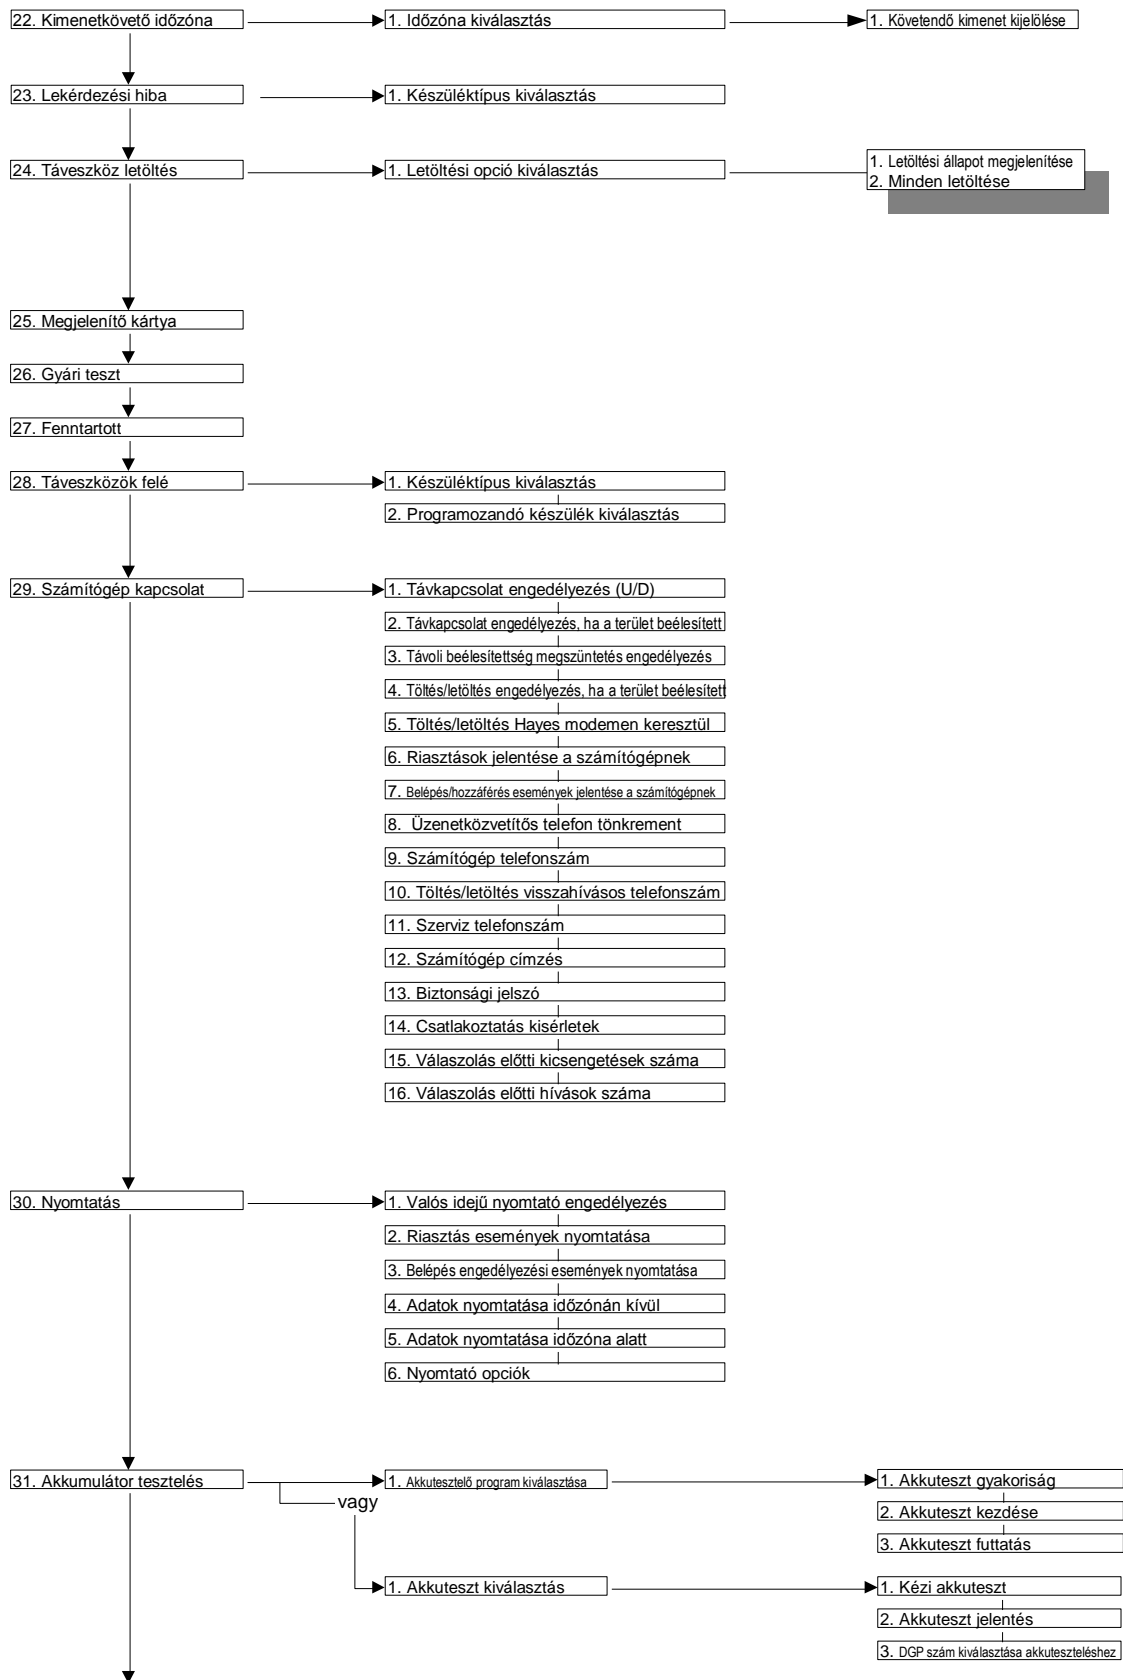 22. Kimenetkövető időzóna
1. Időzóna kiválasztás
1. Követendő kimenet kijelölése
23. Lekérdezési hiba
1. Készüléktípus kiválasztás
24. Táveszköz letöltés
1. Letöltési opció kiválasztás
1. Letöltési állapot megjelenítése
2. Minden letöltése
25. Megjelenítő kártya
26. Gyári teszt
27. Fenntartott
28. Táveszközök felé
1. Készüléktípus kiválasztás
2. Programozandó készülék kiválasztás
29. Számítógép kapcsolat
1. Távkapcsolat engedélyezés (U/D)
2. Távkapcsolat engedélyezés, ha a terület beélesített
3. Távoli beélesítettség megszüntetés engedélyezés
4. Töltés/letöltés engedélyezés, ha a terület beélesített
5. Töltés/letöltés Hayes modemen keresztül
6. Riasztások jelentése a számítógépnek
7. Belépés/hozzáférés események jelentése a számítógépnek
8. Üzenetközvetítős telefon tönkrement
9. Számítógép telefonszám
10. Töltés/letöltés visszahívásos telefonszám
11. Szerviz telefonszám
12. Számítógép címzés
13. Biztonsági jelszó
14. Csatlakoztatás kisérletek
15. Válaszolás előtti kicsengetések száma
16. Válaszolás előtti hívások száma
30. Nyomtatás
1. Valós idejű nyomtató engedélyezés
2. Riasztás események nyomtatása
3. Belépés engedélyezési események nyomtatása
4. Adatok nyomtatása időzónán kívül
5. Adatok nyomtatása időzóna alatt
6. Nyomtató opciók
31. Akkumulátor tesztelés
1. Akkutesztelő program kiválasztása
1. Akkuteszt gyakoriság
2. Akkuteszt kezdése
3. Akkuteszt futtatás
vagy
1. Akkuteszt kiválasztás
1. Kézi akkuteszt
2. Akkuteszt jelentés
3. DGP szám kiválasztása akkuteszteléshez